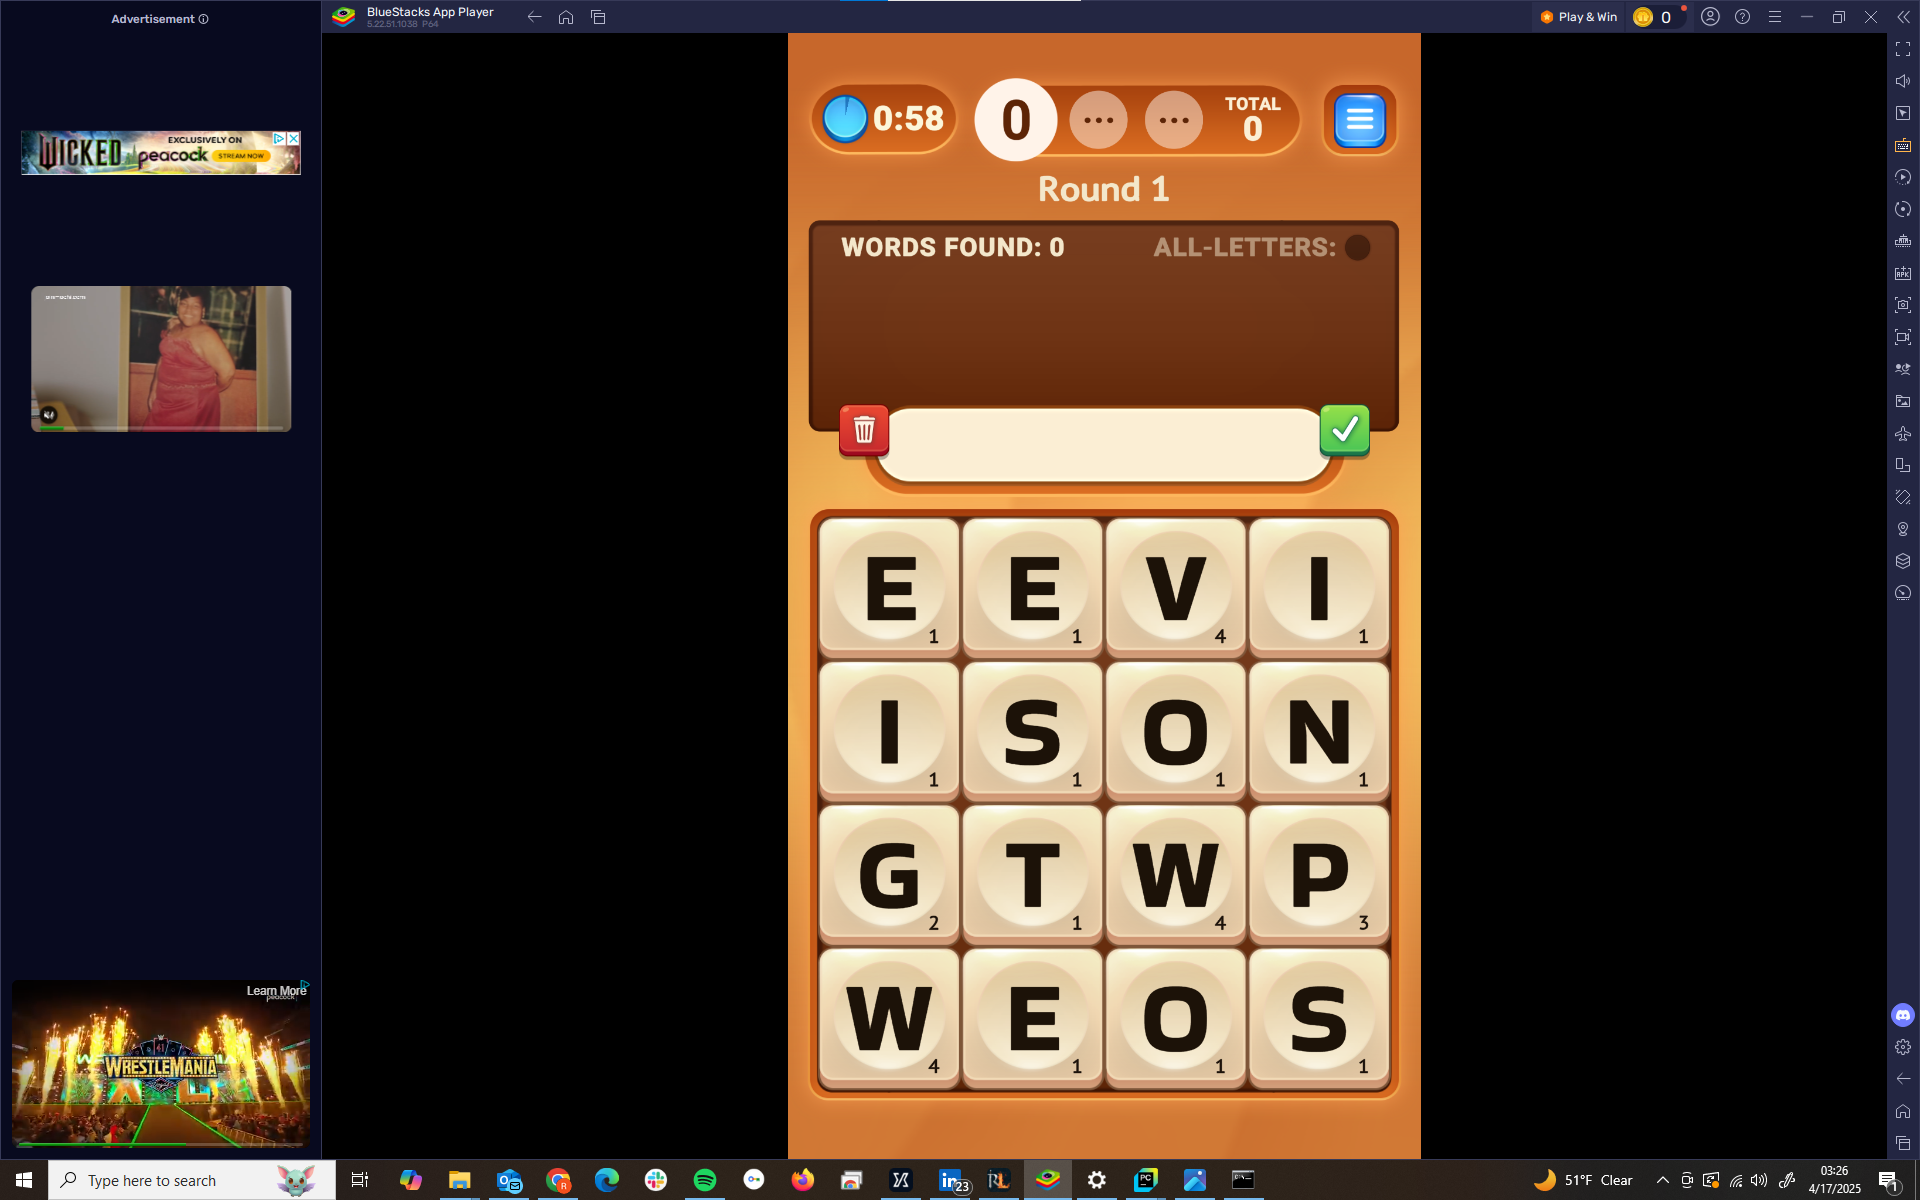 Advertisement
BlueStacks App Player
5.22.51.1038 P64
Play & Win
0
WICKED
EXCLUSIVELY ON
peacock
STREAM NOW
0:58
0
...
...
TOTAL
0
Round 1
WORDS FOUND: 0
ALL-LETTERS:
E 1 E 1 V 4 I 1
I 1 S 1 O 1 N 1
G 2 T 1 W 4 P 3
W 4 E 1 O 1 S 1
Learn More
peacock
41
WRESTLEMANIA
Type here to search
23
51°F Clear
03:26
4/17/2025
1